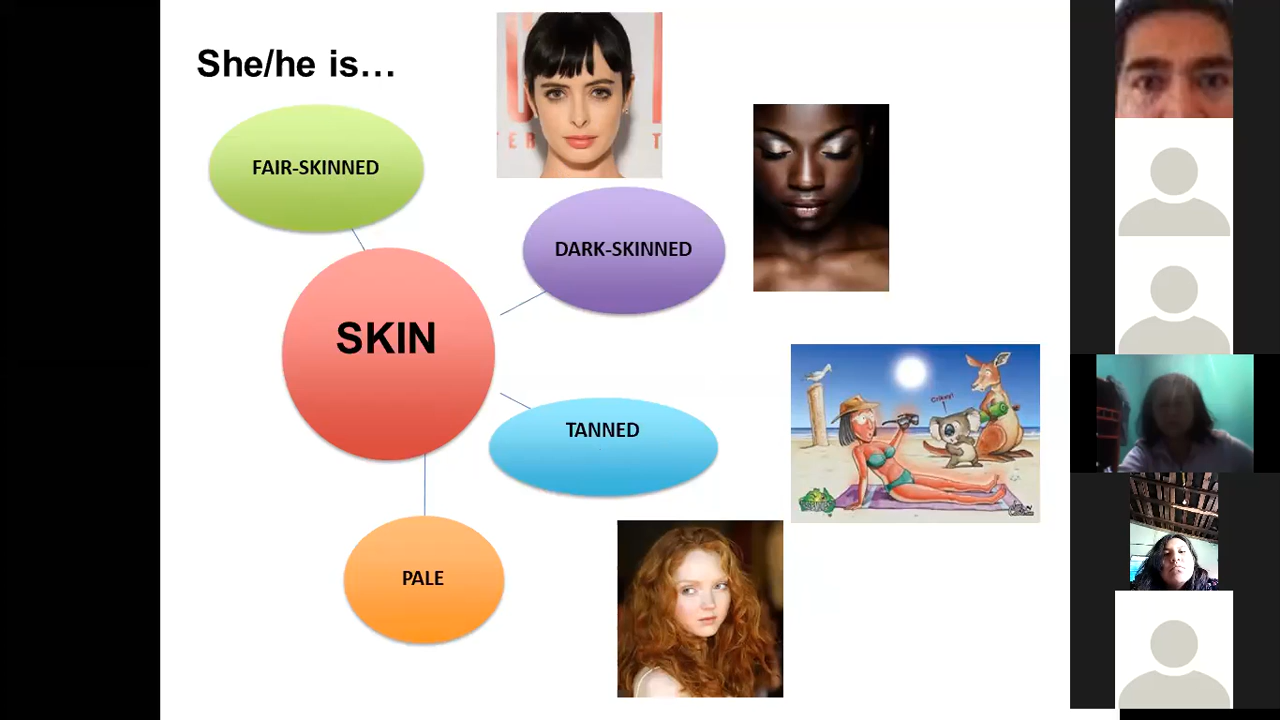 She/he is...
FAIR-SKINNED
DARK-SKINNED
SKIN
Crikey!
TANNED
PALE